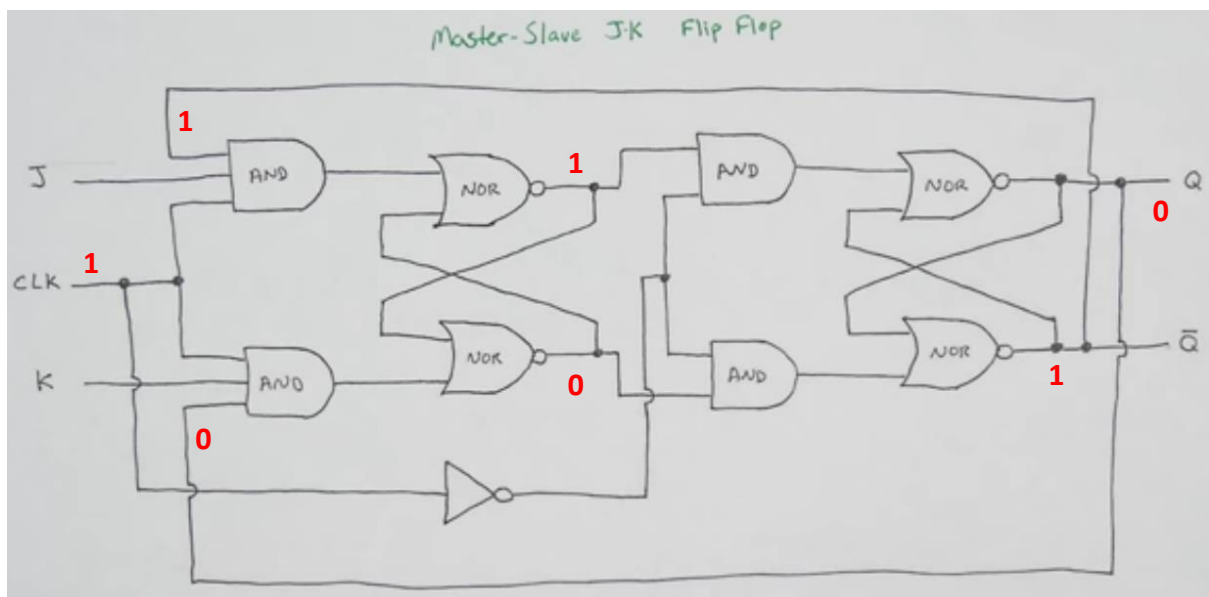 Master-Slave J-K Flip Flop
1
J
AND
NOR
1
AND
NOR
Q
0
CLK
1
K
AND
0
NOR
0
AND
NOR
1
Q̅